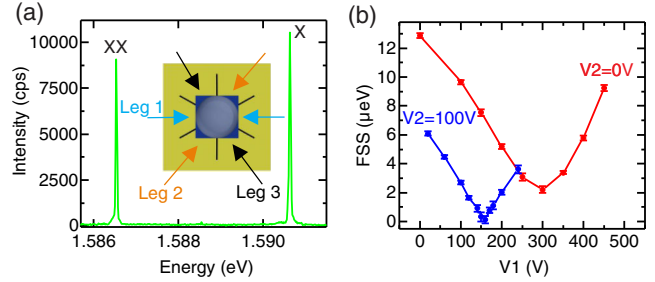 (a)
XX
X
Leg 1
Leg 2
Leg 3
10000
7500
5000
2500
0
Intensity (cps)
1.586
1.588
1.590
Energy (eV)
(b)
14
12
10
8
6
4
2
0
FSS (μeV)
V2=0V
V2=100V
0
100
200
300
400
500
V1 (V)